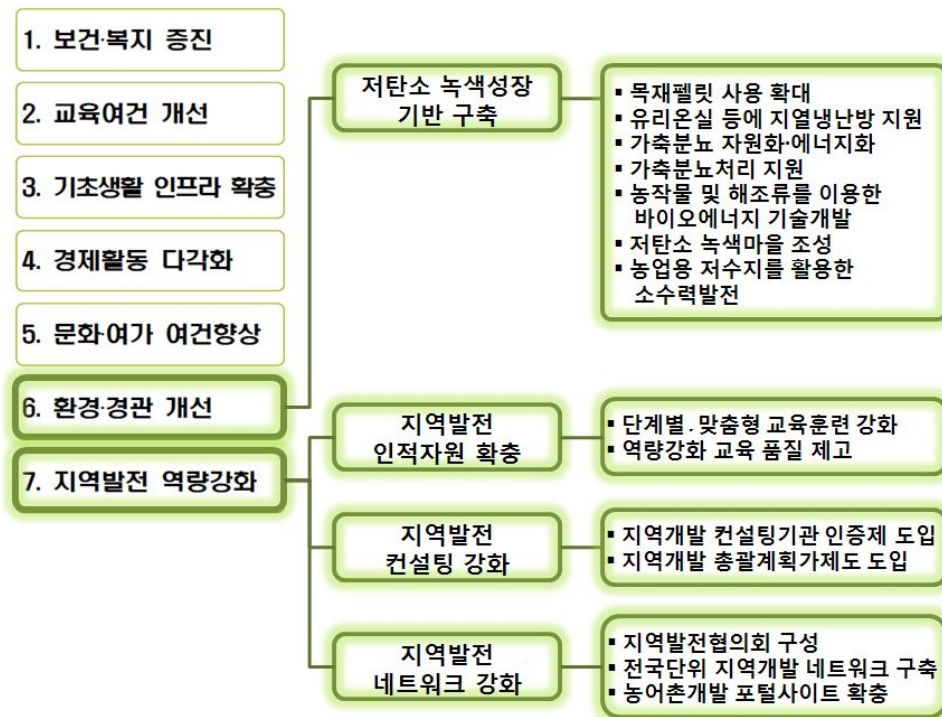 1. 보건·복지 증진
2. 교육여건 개선
3. 기초생활 인프라 확충
4. 경제활동 다각화
5. 문화·여가 여건향상
6. 환경·경관 개선
7. 지역발전 역량강화
저탄소 녹색성장
기반 구축
▪ 목재펠릿 사용 확대
▪ 유리온실 등에 지열냉난방 지원
▪ 가축분뇨 자원화·에너지화
▪ 가축분뇨처리 지원
▪ 농작물 및 해조류를 이용한
바이오에너지 기술개발
▪ 저탄소 녹색마을 조성
▪ 농업용 저수지를 활용한
소수력발전
지역발전
인적자원 확충
▪ 단계별․맞춤형 교육훈련 강화
▪ 역량강화 교육 품질 제고
지역발전
컨설팅 강화
▪ 지역개발 컨설팅기관 인증제 도입
▪ 지역개발 총괄계획가제도 도입
지역발전
네트워크 강화
▪ 지역발전협의회 구성
▪ 전국단위 지역개발 네트워크 구축
▪ 농어촌개발 포털사이트 확충